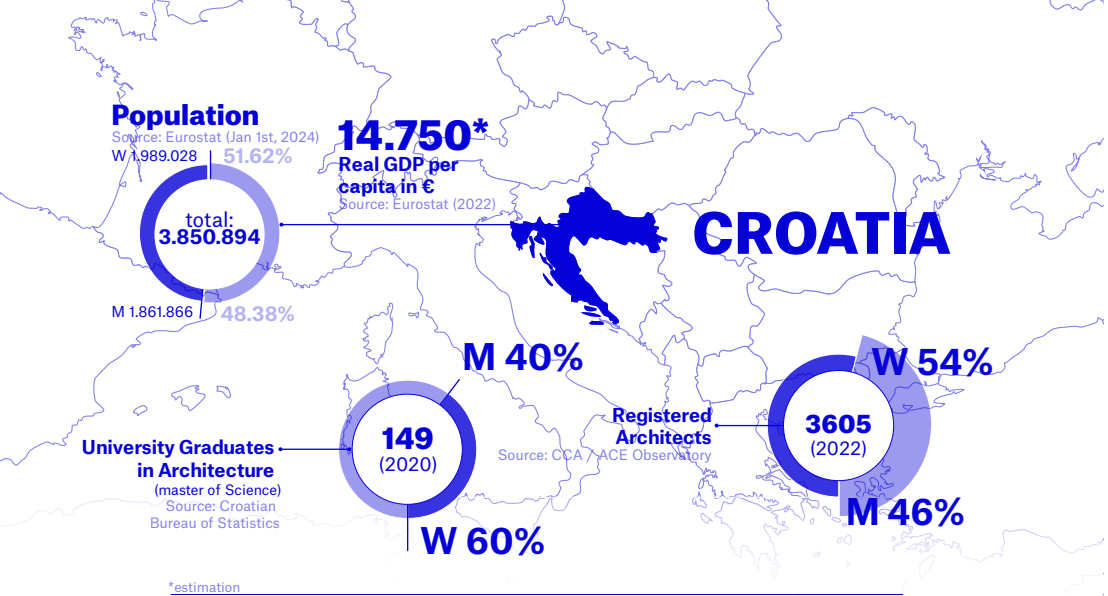 Population
Source: Eurostat (Jan 1st, 2024)
W 1.989.028
51.62%
total:
3.850.894
M 1.861.866
48.38%
14.750*
Real GDP per
capita in €
Source: Eurostat (2022)
CROATIA
M 40%
149
(2020)
W 60%
University Graduates
in Architecture
(master of Science)
Source: Croatian
Bureau of Statistics
Registered
Architects
Source: CCA / ACE Observatory
W 54%
3605
(2022)
M 46%
*estimation